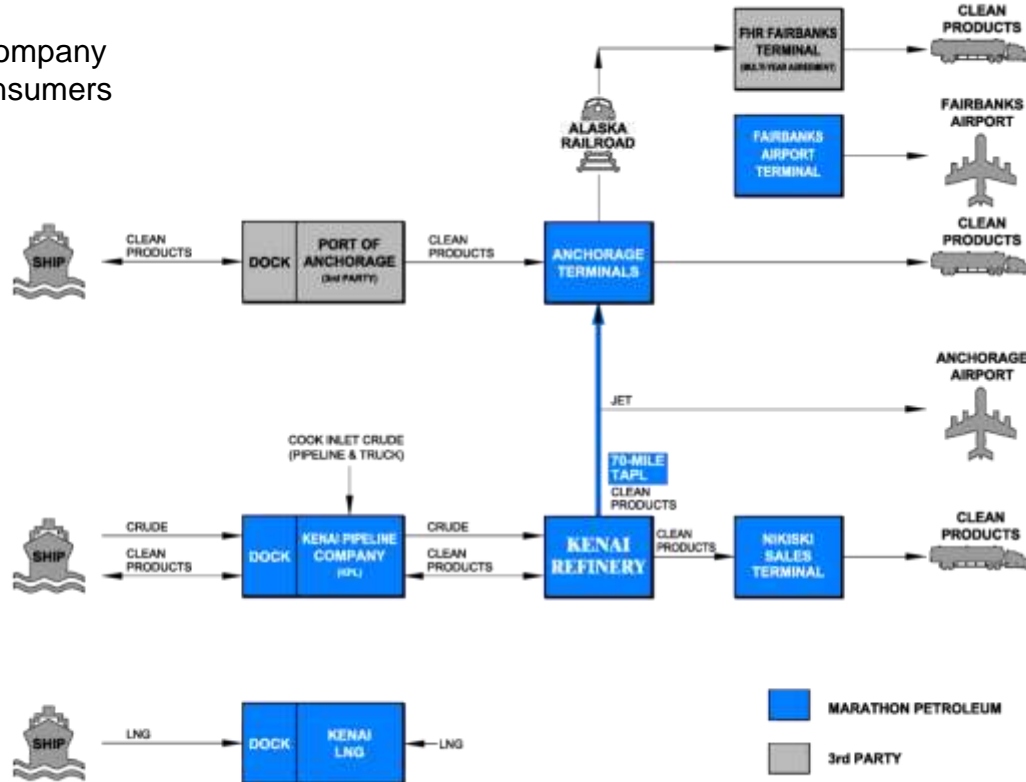 ompany
nsumers
CLEAN
PRODUCTS
FHR FAIRBANKS
TERMINAL
(MULTI-YEAR AGREEMENT)
ALASKA
RAILROAD
FAIRBANKS
AIRPORT
TERMINAL
FAIRBANKS
AIRPORT
SHIP
CLEAN
PRODUCTS
DOCK
PORT OF
ANCHORAGE
(3rd PARTY)
CLEAN
PRODUCTS
ANCHORAGE
TERMINALS
CLEAN
PRODUCTS
JET
ANCHORAGE
AIRPORT
COOK INLET CRUDE
(PIPELINE & TRUCK)
70-MILE
TAPL
CLEAN
PRODUCTS
SHIP
CRUDE
CLEAN
PRODUCTS
DOCK
KENAI PIPELINE
COMPANY
(KPL)
CRUDE
CLEAN
PRODUCTS
KENAI
REFINERY
CLEAN
PRODUCTS
NIKISKI
SALES
TERMINAL
CLEAN
PRODUCTS
SHIP
LNG
DOCK
KENAI
LNG
LNG
MARATHON PETROLEUM
3rd PARTY